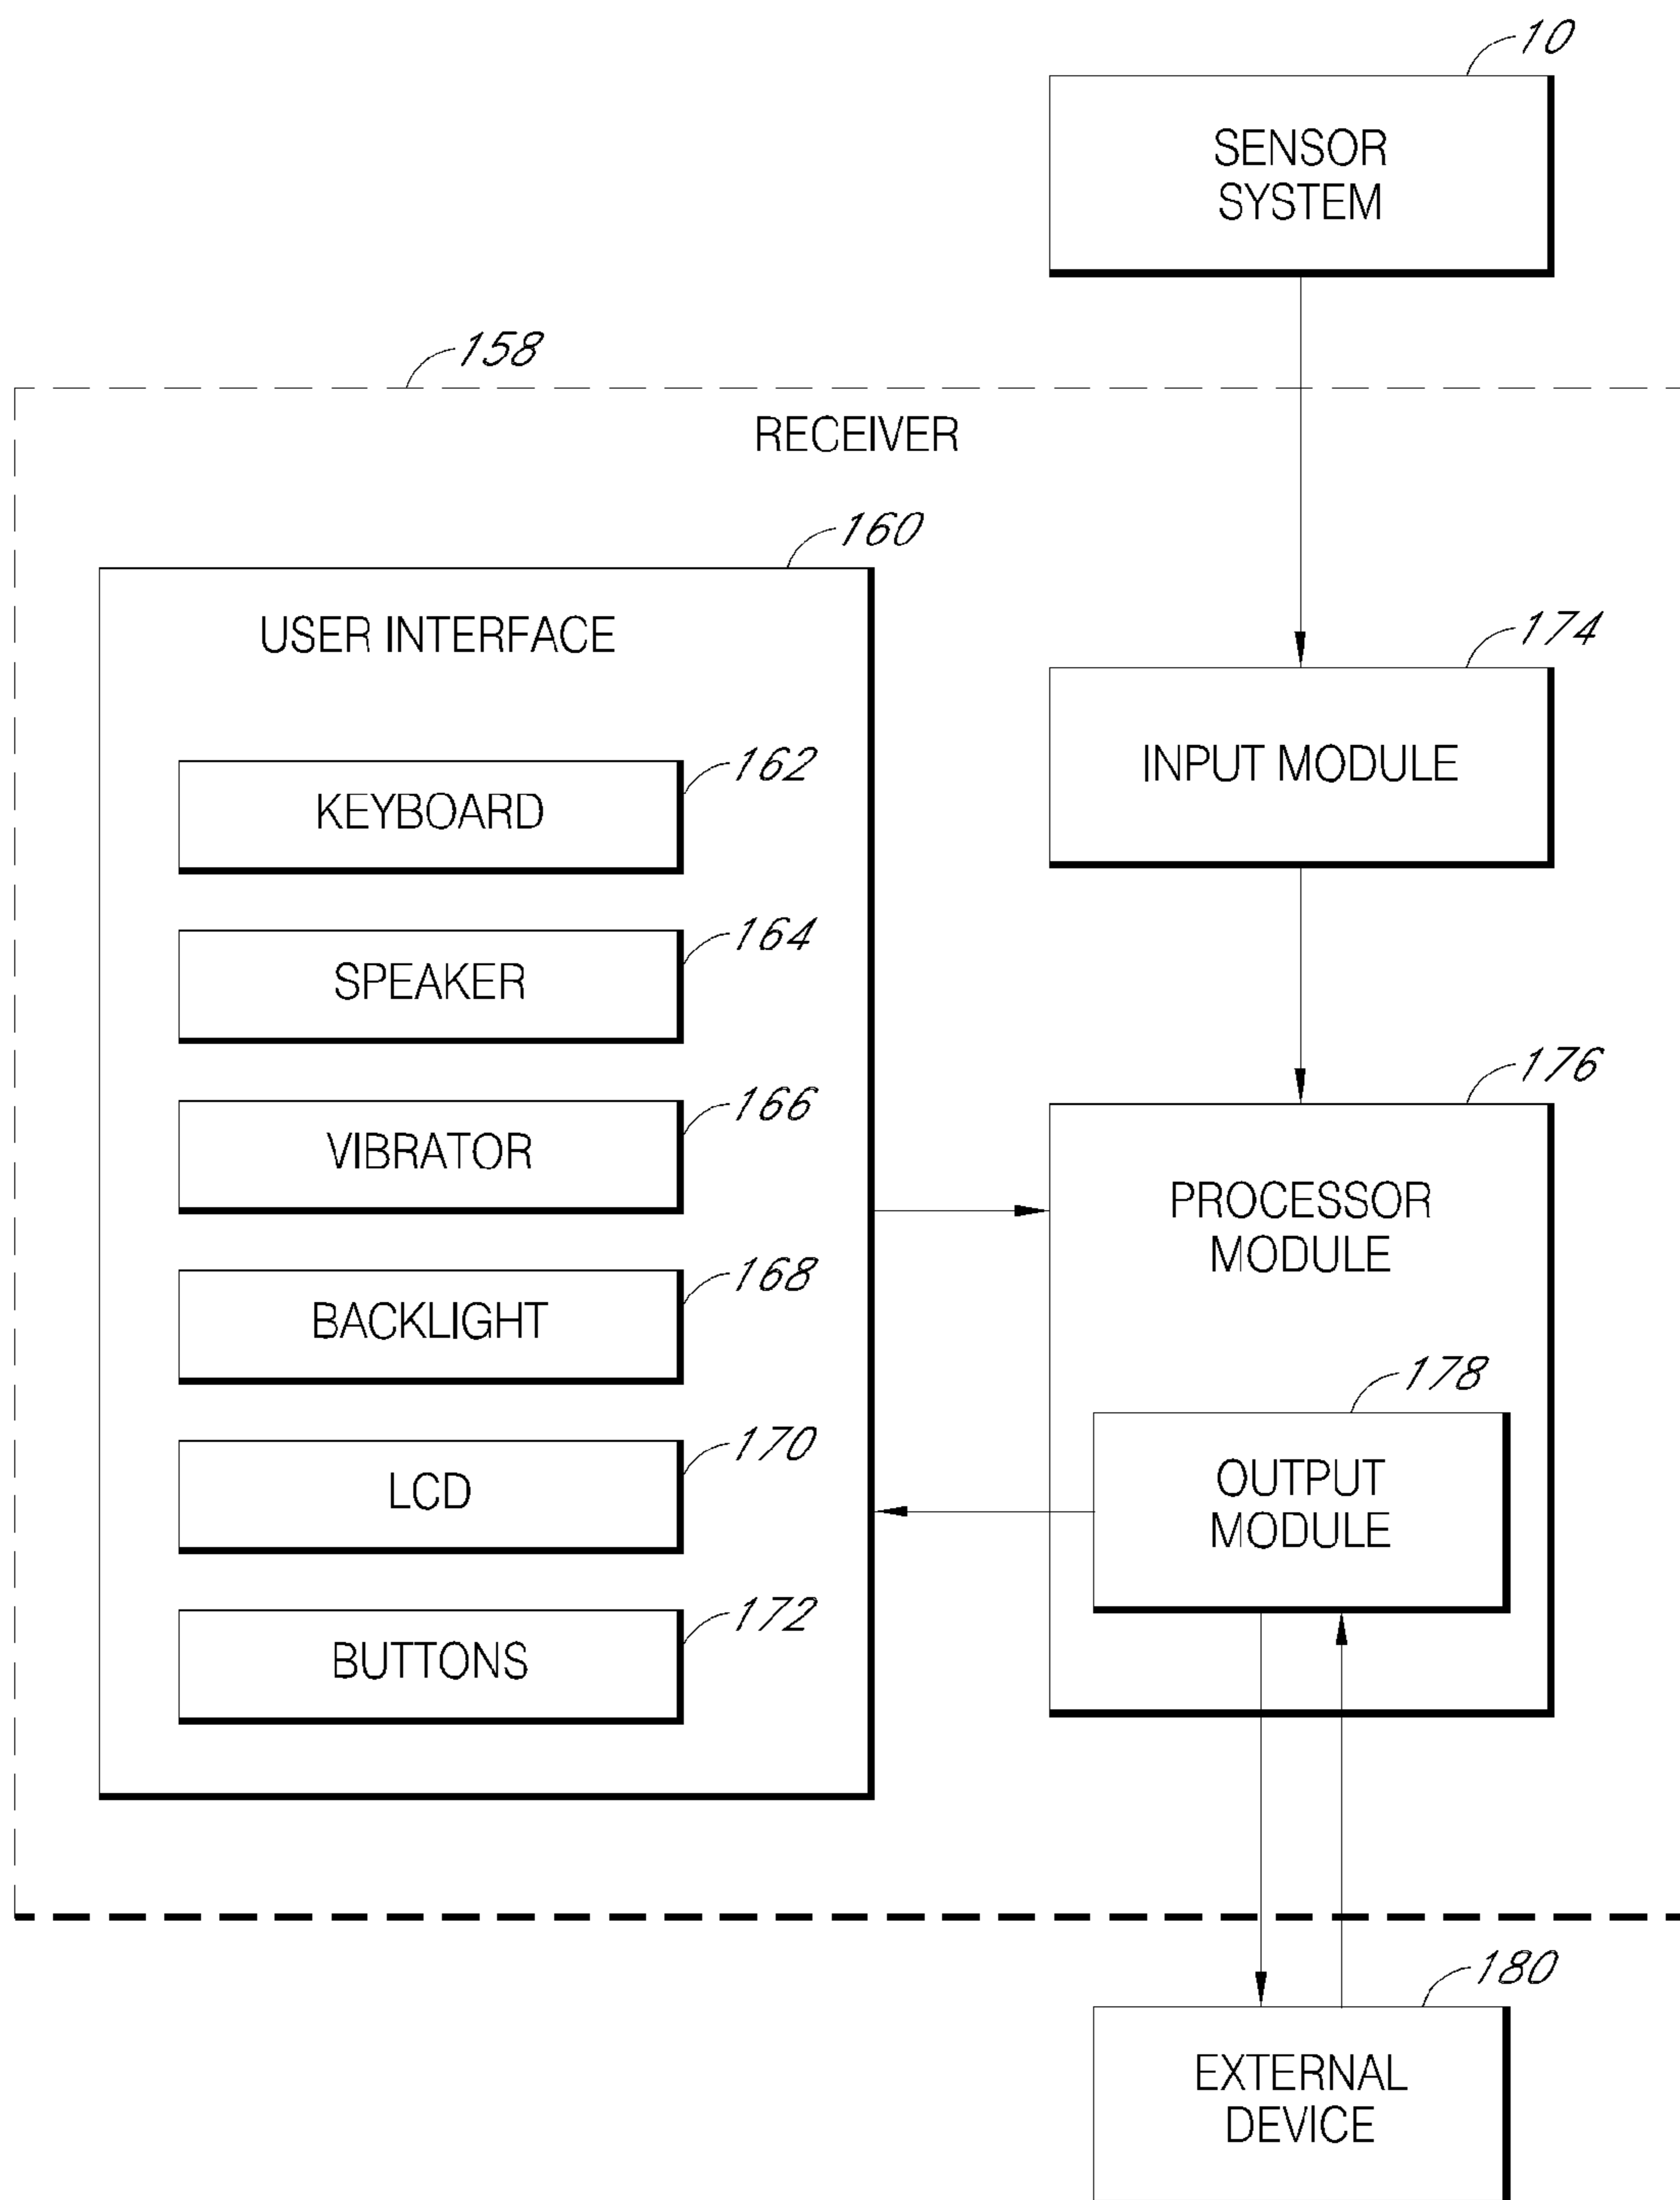 10
SENSOR
SYSTEM
158
RECEIVER
160
USER INTERFACE
174
INPUT MODULE
162
KEYBOARD
164
SPEAKER
166
VIBRATOR
176
PROCESSOR
MODULE
168
BACKLIGHT
178
OUTPUT
MODULE
170
LCD
172
BUTTONS
180
EXTERNAL
DEVICE